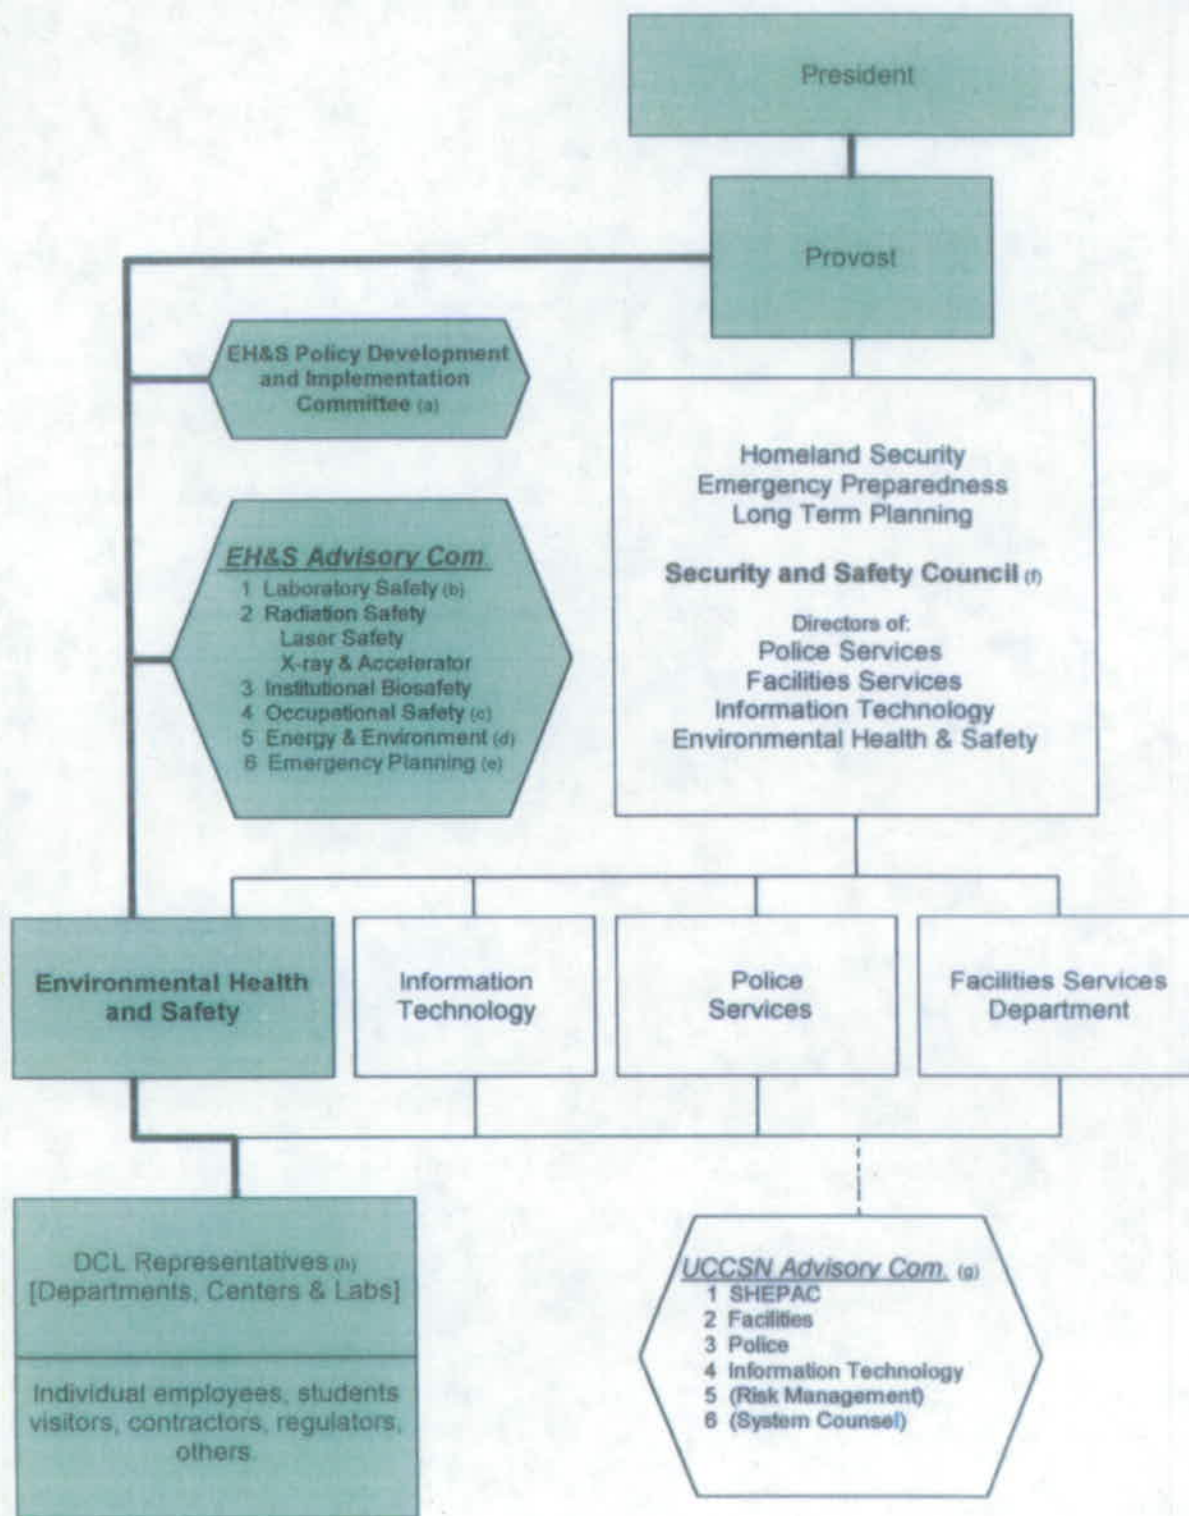 President
Provost
EH&S Policy Development
and Implementation
Committee (a)
EH&S Advisory Com.
1 Laboratory Safety (b)
2 Radiation Safety
Laser Safety
X-ray & Accelerator
3 Institutional Biosafety
4 Occupational Safety (c)
5 Energy & Environment (d)
6 Emergency Planning (e)
Homeland Security
Emergency Preparedness
Long Term Planning
Security and Safety Council (f)
Directors of:
Police Services
Facilities Services
Information Technology
Environmental Health & Safety
Environmental Health
and Safety
Information
Technology
Police
Services
Facilities Services
Department
DCL Representatives (h)
[Departments, Centers & Labs]
Individual employees, students
visitors, contractors, regulators,
others.
UCCSN Advisory Com. (g)
1 SHEPAC
2 Facilities
3 Police
4 Information Technology
5 (Risk Management)
6 (System Counsel)